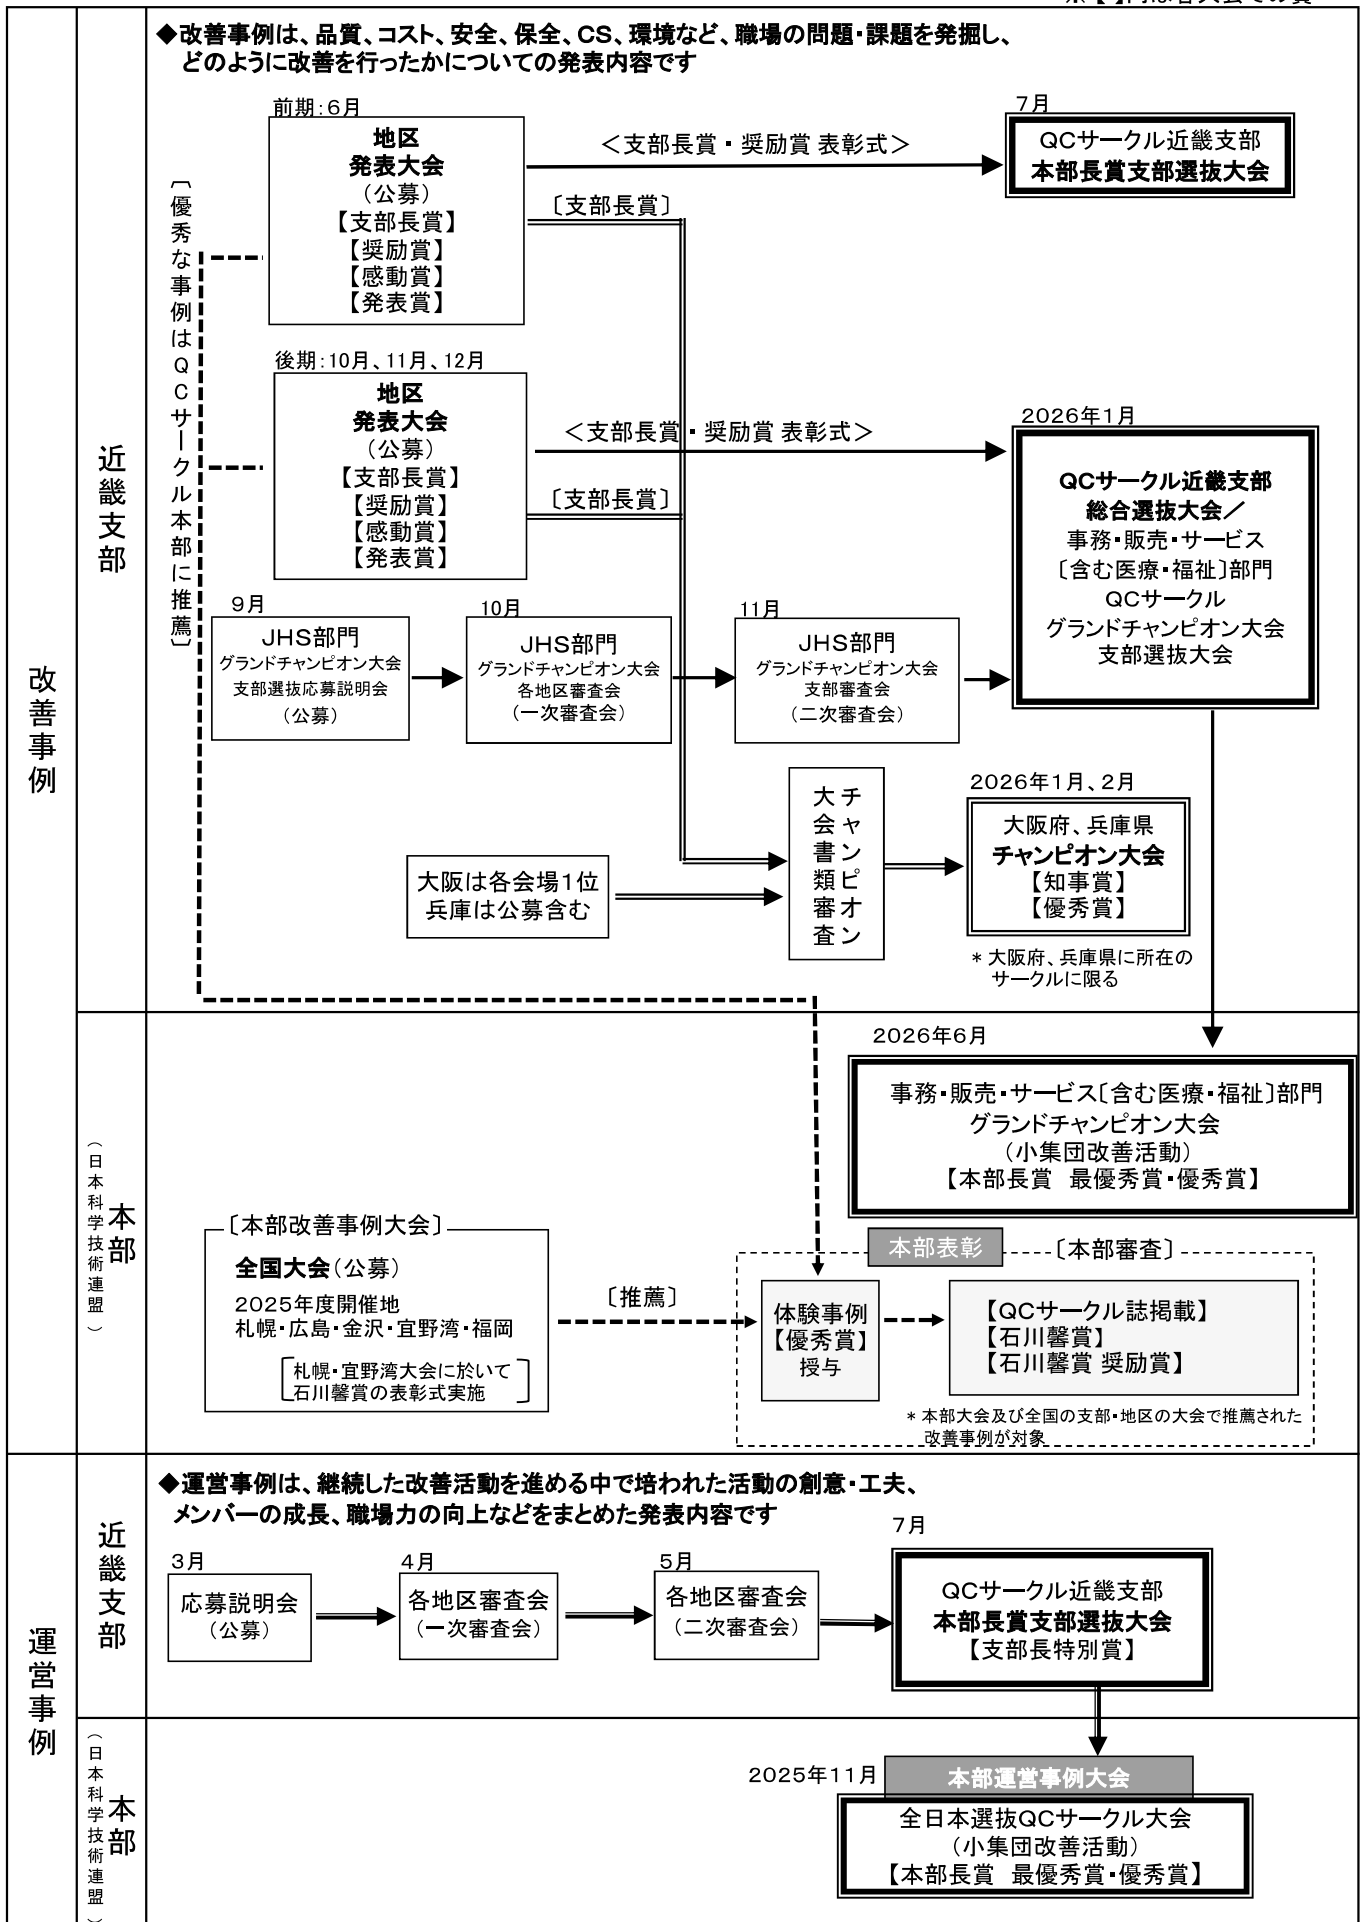 改善事例
近畿支部
◆改善事例は、品質、コスト、安全、保全、CS、環境など、職場の問題・課題を発掘し、
どのように改善を行ったかについての発表内容です
〔優秀な事例はQCサークル本部に推薦〕
前期:6月
地区
発表大会
(公募)
【支部長賞】
【奨励賞】
【感動賞】
【発表賞】
<支部長賞・奨励賞 表彰式>
〔支部長賞〕
7月
QCサークル近畿支部
本部長賞支部選抜大会
後期:10月、11月、12月
地区
発表大会
(公募)
【支部長賞】
【奨励賞】
【感動賞】
【発表賞】
<支部長賞・奨励賞 表彰式>
〔支部長賞〕
2026年1月
QCサークル近畿支部
総合選抜大会/
事務・販売・サービス
〔含む医療・福祉〕部門
QCサークル
グランドチャンピオン大会
支部選抜大会
9月
JHS部門
グランドチャンピオン大会
支部選抜応募説明会
(公募)
10月
JHS部門
グランドチャンピオン大会
各地区審査会
(一次審査会)
11月
JHS部門
グランドチャンピオン大会
支部審査会
(二次審査会)
大阪は各会場1位
兵庫は公募含む
チャンピオン
大会書類審査
2026年1月、2月
大阪府、兵庫県
チャンピオン大会
【知事賞】
【優秀賞】
* 大阪府、兵庫県に所在の
サークルに限る
本部
(日本科学技術連盟)
2026年6月
事務・販売・サービス〔含む医療・福祉〕部門
グランドチャンピオン大会
(小集団改善活動)
【本部長賞 最優秀賞・優秀賞】
〔本部改善事例大会〕
全国大会(公募)
2025年度開催地
札幌・広島・金沢・宜野湾・福岡
札幌・宜野湾大会に於いて
石川馨賞の表彰式実施
〔推薦〕
本部表彰
〔本部審査〕
体験事例
【優秀賞】
授与
【QCサークル誌掲載】
【石川馨賞】
【石川馨賞 奨励賞】
* 本部大会及び全国の支部・地区の大会で推薦された
改善事例が対象
運営事例
近畿支部
◆運営事例は、継続した改善活動を進める中で培われた活動の創意・工夫、
メンバーの成長、職場力の向上などをまとめた発表内容です
3月
応募説明会
(公募)
4月
各地区審査会
(一次審査会)
5月
各地区審査会
(二次審査会)
7月
QCサークル近畿支部
本部長賞支部選抜大会
【支部長特別賞】
本部
(日本科学技術連盟)
2025年11月
本部運営事例大会
全日本選抜QCサークル大会
(小集団改善活動)
【本部長賞 最優秀賞・優秀賞】